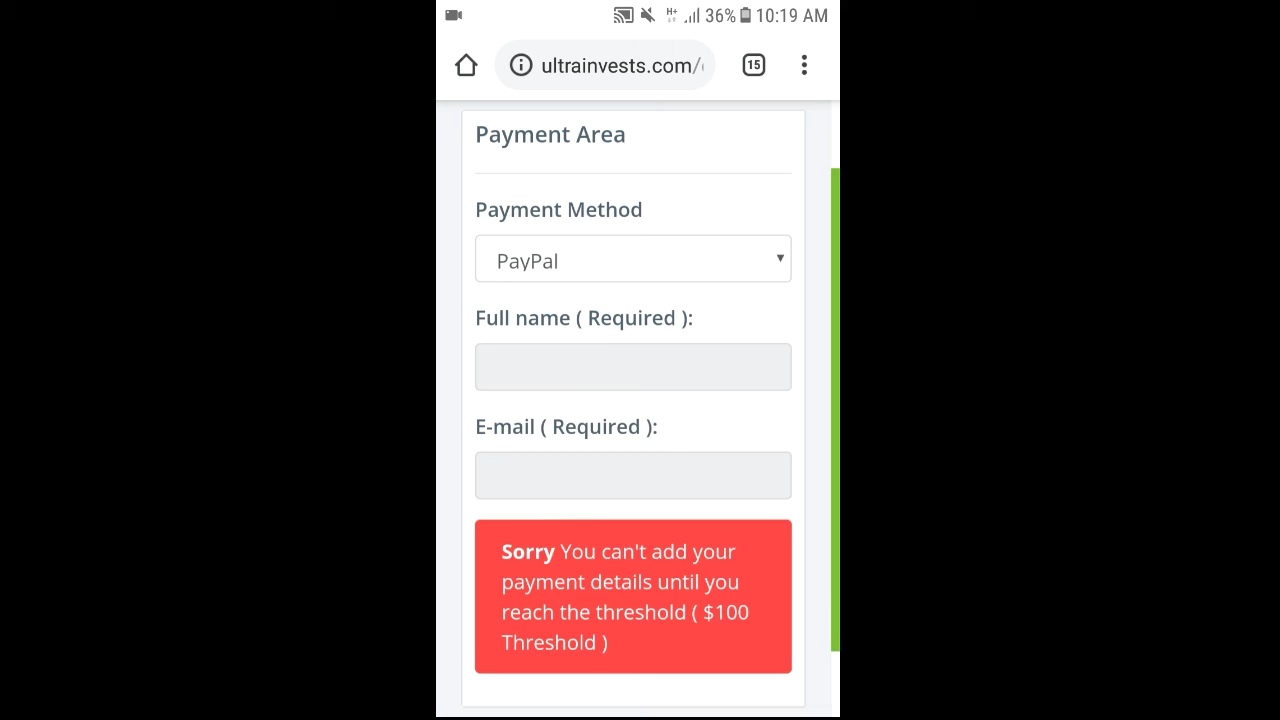 H+ 36% 10:19 AM
ultrainvests.com/ 15
Payment Area
Payment Method
PayPal
Full name ( Required ):
E-mail ( Required ):
Sorry You can't add your
payment details until you
reach the threshold ( $100
Threshold )